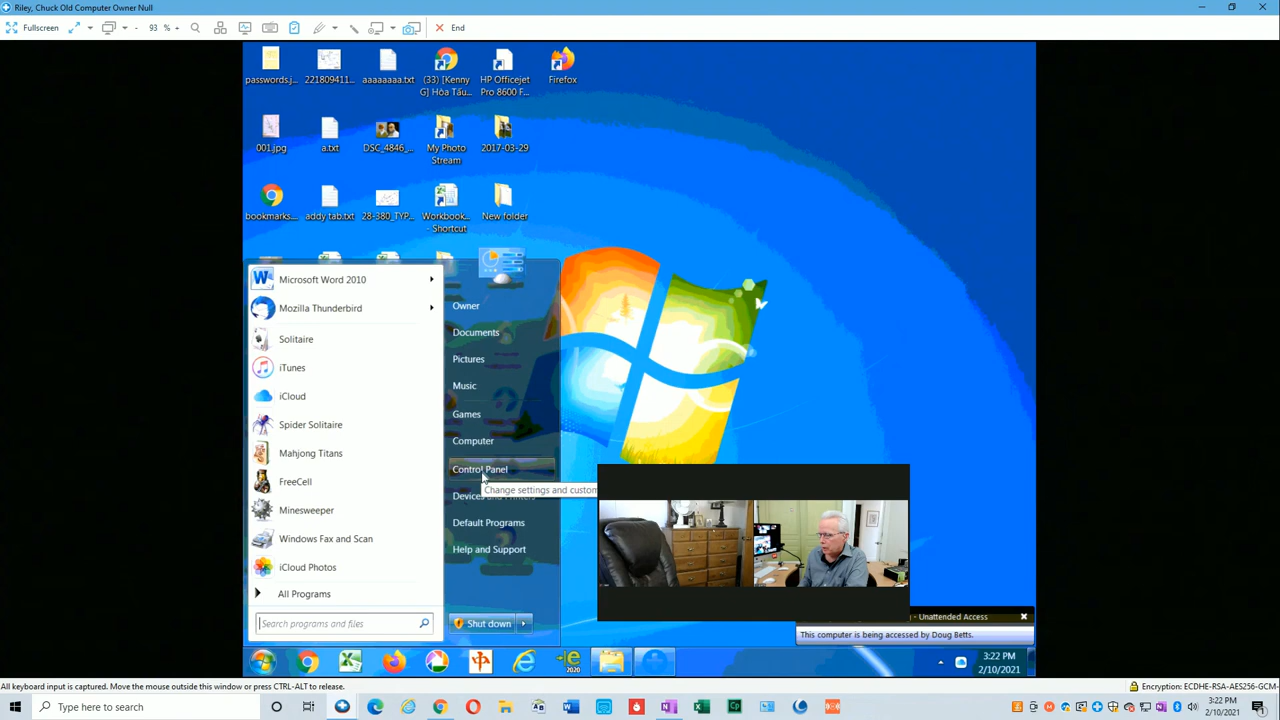 Riley, Chuck Old Computer Owner Null
Fullscreen
93 %
End
passwords.j...
221809411...
aaaaaaaa.txt
(33) [Kenny
G] Hòa Tấu...
HP Officejet
Pro 8600 F...
Firefox
001.jpg
a.txt
DSC_4846_...
My Photo
Stream
2017-03-29
bookmarks....
addy tab.txt
28-380_TYP...
Workbook...
- Shortcut
New folder
Microsoft Word 2010
Mozilla Thunderbird
Solitaire
iTunes
iCloud
Spider Solitaire
Mahjong Titans
FreeCell
Minesweeper
Windows Fax and Scan
iCloud Photos
All Programs
Search programs and files
Owner
Documents
Pictures
Music
Games
Computer
Control Panel
Change settings and custom
Devices and Printers
Default Programs
Help and Support
Shut down
- Unattended Access
This computer is being accessed by Doug Betts.
2020
3:22 PM
2/10/2021
All keyboard input is captured. Move the mouse outside this window or press CTRL-ALT to release.
Encryption: ECDHE-RSA-AES256-GCM-
Type here to search
3:22 PM
2/10/2021